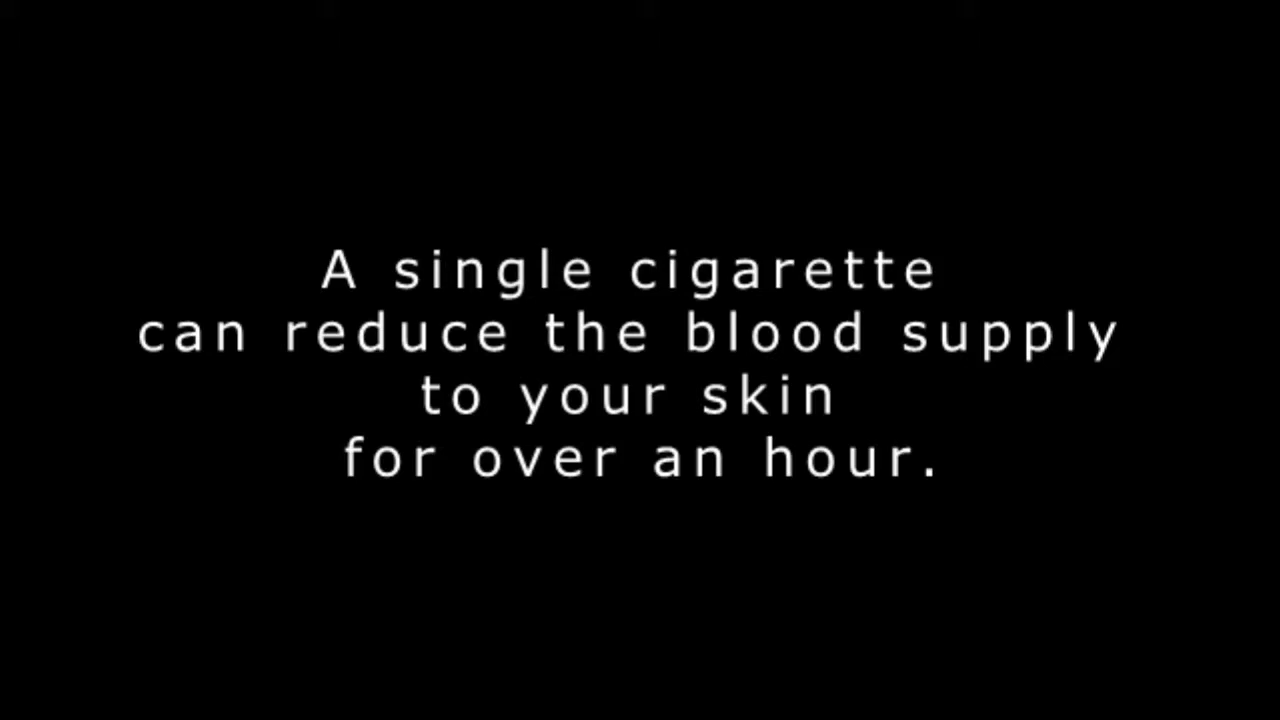 A single cigarette
can reduce the blood supply
to your skin
for over an hour.